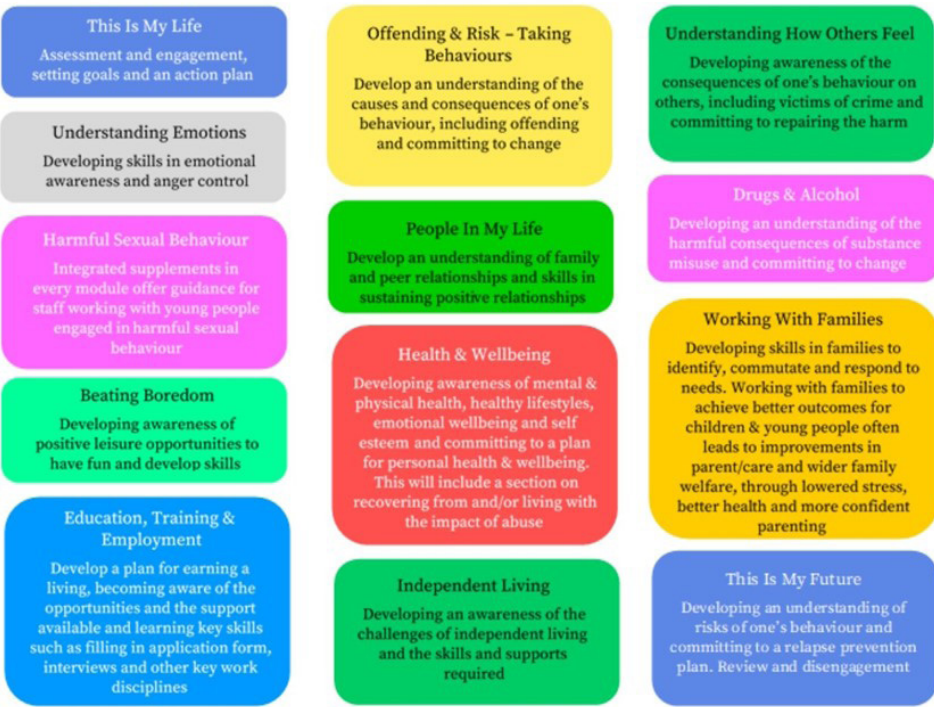 This Is My Life
Assessment and engagement,
setting goals and an action plan
Understanding Emotions
Developing skills in emotional
awareness and anger control
Harmful Sexual Behaviour
Integrated supplements in
every module offer guidance for
staff working with young people
engaged in harmful sexual
behaviour
Beating Boredom
Developing awareness of
positive leisure opportunities to
have fun and develop skills
Education, Training &
Employment
Develop a plan for earning a
living, becoming aware of the
opportunities and the support
available and learning key skills
such as filling in application form,
interviews and other key work
disciplines
Offending & Risk – Taking
Behaviours
Develop an understanding of the
causes and consequences of one's
behaviour, including offending
and committing to change
People In My Life
Develop an understanding of family
and peer relationships and skills in
sustaining positive relationships
Health & Wellbeing
Developing awareness of mental &
physical health, healthy lifestyles,
emotional wellbeing and self
esteem and committing to a plan
for personal health & wellbeing.
This will include a section on
recovering from and/or living with
the impact of abuse
Independent Living
Developing an awareness of the
challenges of independent living
and the skills and supports
required
Understanding How Others Feel
Developing awareness of the
consequences of one's behaviour on
others, including victims of crime and
committing to repairing the harm
Drugs & Alcohol
Developing an understanding of the
harmful consequences of substance
misuse and committing to change
Working With Families
Developing skills in families to
identify, commutate and respond to
needs. Working with families to
achieve better outcomes for
children & young people often
leads to improvements in
parent/care and wider family
welfare, through lowered stress,
better health and more confident
parenting
This Is My Future
Developing an understanding of
risks of one's behaviour and
committing to a relapse prevention
plan. Review and disengagement